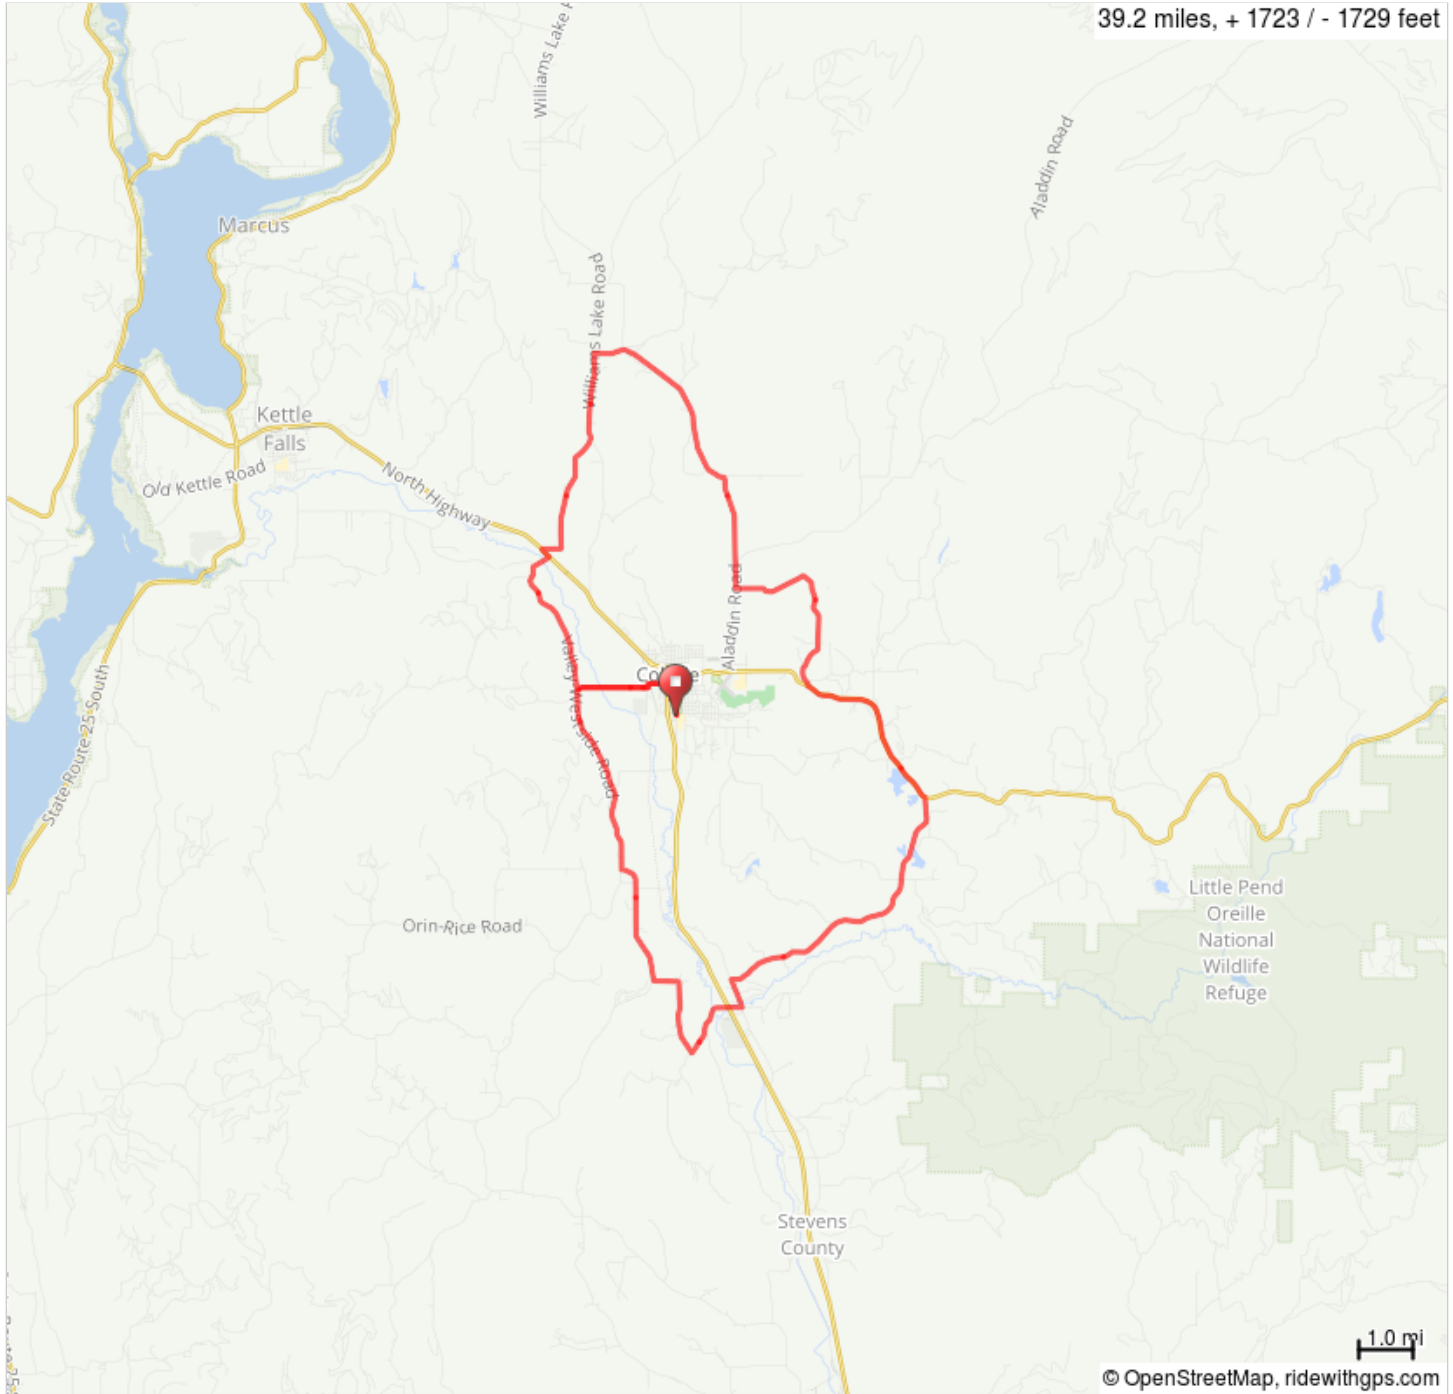 39.2 miles, + 1723 / - 1729 feet
Williams Lake
Aladdin Road
Marcus
Williams Lake Road
Kettle
Falls
Old Kettle Road
North Highway
Aladdin Road
Valley Westside Road
State Route 25 South
Little Pend
Oreille
National
Wildlife
Refuge
Orin-Rice Road
Stevens
County
1.0 mi
© OpenStreetMap, ridewithgps.com